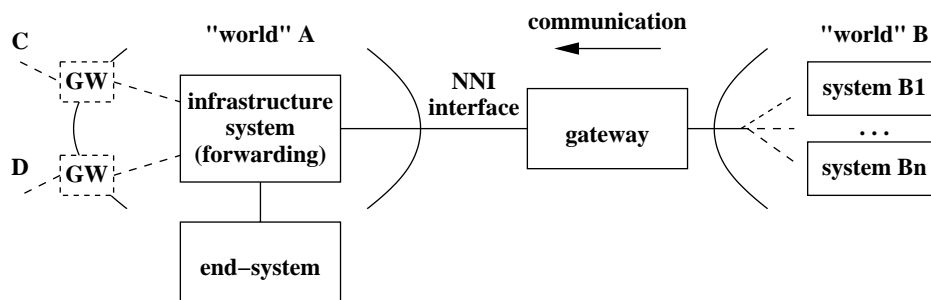 communication
C
"world" A
"world" B
GW
NNI
interface
infrastructure
system
(forwarding)
gateway
system B1
...
system Bn
D
GW
end-system